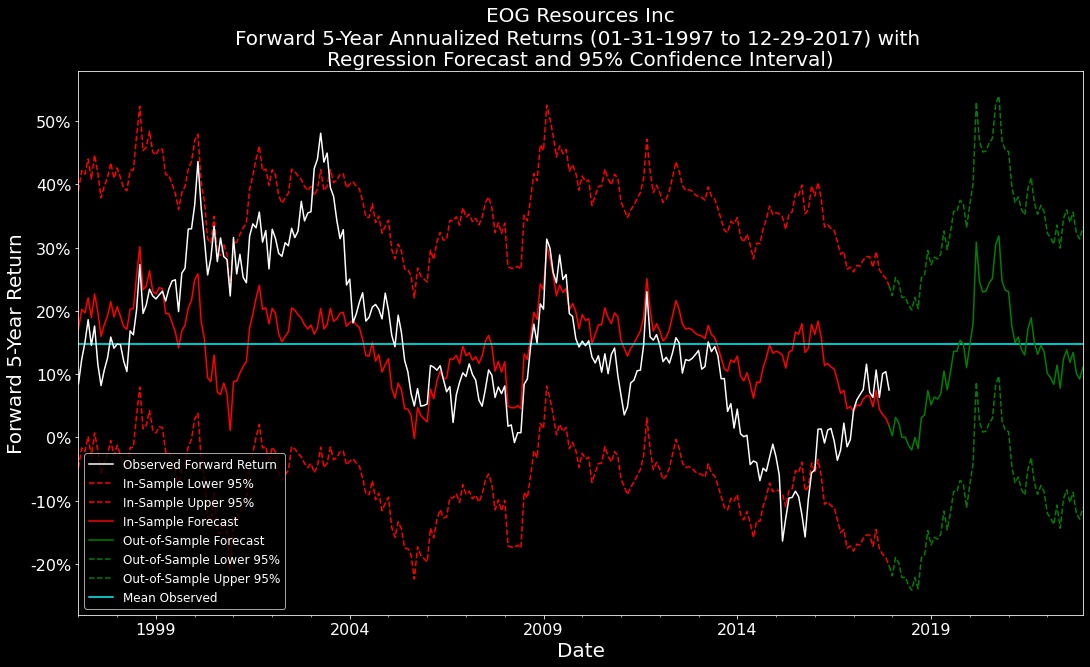 EOG Resources Inc
Forward 5-Year Annualized Returns (01-31-1997 to 12-29-2017) with
Regression Forecast and 95% Confidence Interval)
Forward 5-Year Return
50%
40%
30%
20%
10%
0%
-10%
-20%
Observed Forward Return
In-Sample Lower 95%
In-Sample Upper 95%
In-Sample Forecast
Out-of-Sample Forecast
Out-of-Sample Lower 95%
Out-of-Sample Upper 95%
Mean Observed
1999 2004 2009 2014 2019
Date